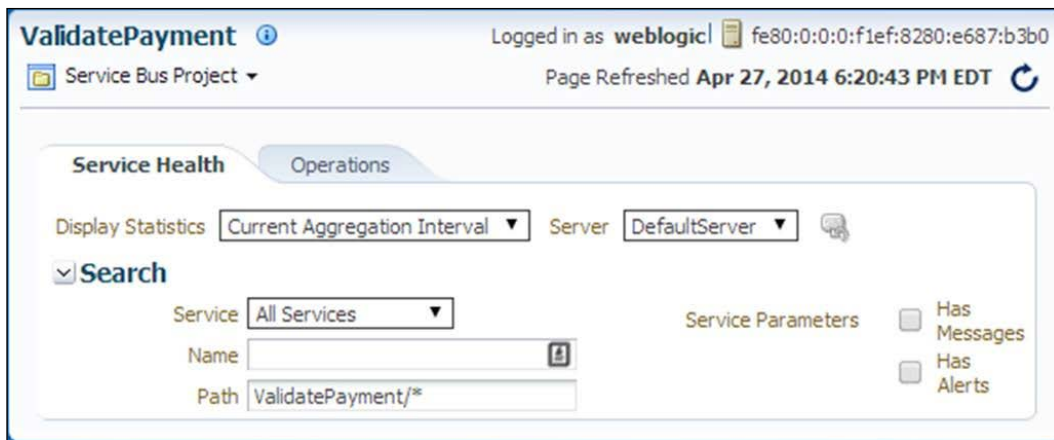 ValidatePayment
Logged in as weblogic fe80:0:0:0:f1ef:8280:e687:b3b0
Service Bus Project
Page Refreshed Apr 27, 2014 6:20:43 PM EDT
Service Health
Operations
Display Statistics Current Aggregation Interval Server DefaultServer
Search
Service All Services
Service Parameters
Has Messages
Name
Has Alerts
Path ValidatePayment/*